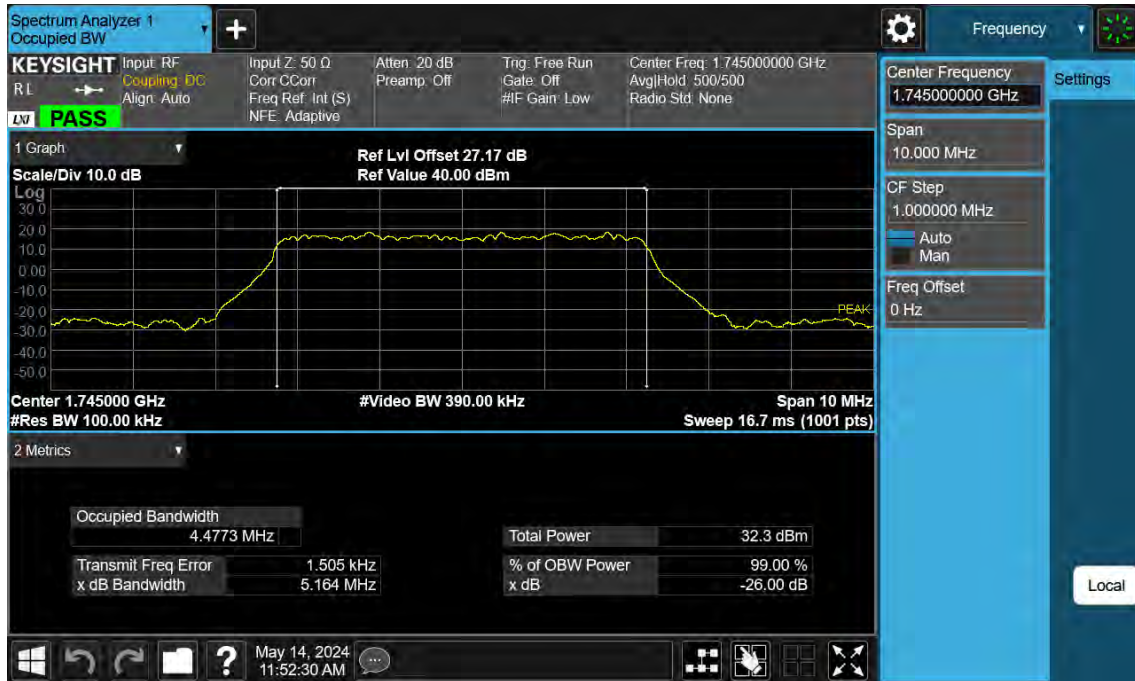 Spectrum Analyzer 1
Occupied BW
+
Frequency
KEYSIGHT
Input: RF
Coupling: DC
Align: Auto
Input Z: 50 Ω
Corr CCorr
Freq Ref: Int (S)
NFE: Adaptive
Atten: 20 dB
Preamp: Off
Trig: Free Run
Gate: Off
#IF Gain: Low
Center Freq: 1.745000000 GHz
Avg|Hold: 500/500
Radio Std: None
RL
LXI
PASS
Center Frequency
1.745000000 GHz
Settings
Span
10.000 MHz
CF Step
1.000000 MHz
Auto
Man
Freq Offset
0 Hz
Local
1 Graph
Scale/Div 10.0 dB
Ref Lvl Offset 27.17 dB
Ref Value 40.00 dBm
Log
30.0
20.0
10.0
0.00
-10.0
-20.0
-30.0
-40.0
-50.0
PEAK
Center 1.745000 GHz
#Video BW 390.00 kHz
Span 10 MHz
#Res BW 100.00 kHz
Sweep 16.7 ms (1001 pts)
2 Metrics
Occupied Bandwidth
4.4773 MHz
Total Power 32.3 dBm
Transmit Freq Error 1.505 kHz
% of OBW Power 99.00 %
x dB Bandwidth 5.164 MHz
x dB -26.00 dB
?
May 14, 2024
11:52:30 AM